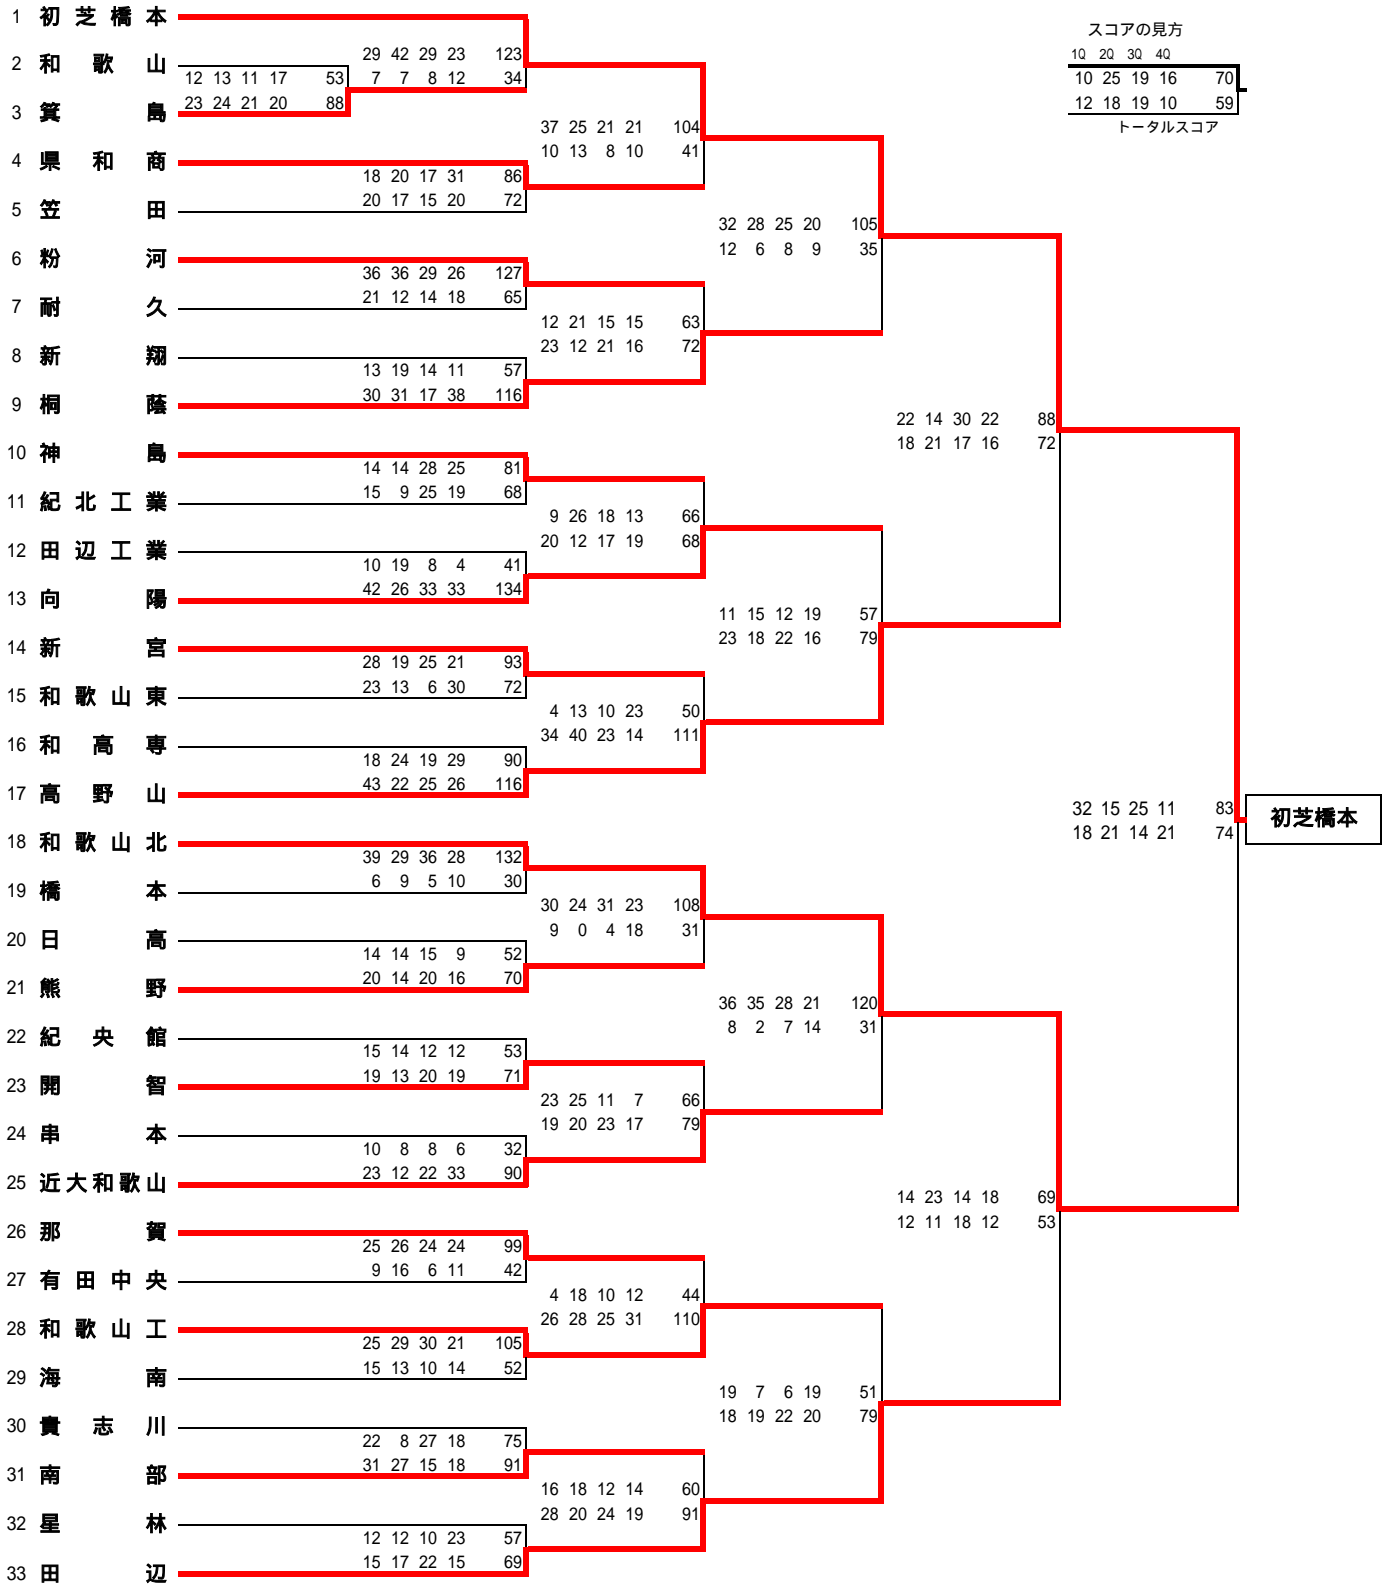 1 初芝橋本
スコアの見方
29 42 29 23 123
1Q 2Q 3Q 4Q
2 和歌山
12 13 11 17 53
7 7 8 12 34
10 25 19 16 70
23 24 21 20 88
12 18 19 10 59
3 箕島
トータルスコア
37 25 21 21 104
10 13 8 10 41
4 県和商
18 20 17 31 86
20 17 15 20 72
5 笠田
32 28 25 20 105
12 6 8 9 35
6 粉河
36 36 29 26 127
21 12 14 18 65
7 耐久
12 21 15 15 63
23 12 21 16 72
8 新翔
13 19 14 11 57
30 31 17 38 116
9 桐蔭
22 14 30 22 88
18 21 17 16 72
10 神島
14 14 28 25 81
15 9 25 19 68
11 紀北工業
9 26 18 13 66
20 12 17 19 68
12 田辺工業
10 19 8 4 41
42 26 33 33 134
13 向陽
11 15 12 19 57
23 18 22 16 79
14 新宮
28 19 25 21 93
23 13 6 30 72
15 和歌山東
4 13 10 23 50
34 40 23 14 111
16 和高専
18 24 19 29 90
43 22 25 26 116
17 高野山
32 15 25 11 83
初芝橋本
18 21 14 21 74
18 和歌山北
39 29 36 28 132
6 9 5 10 30
19 橋本
30 24 31 23 108
9 0 4 18 31
20 日高
14 14 15 9 52
20 14 20 16 70
21 熊野
36 35 28 21 120
8 2 7 14 31
22 紀央館
15 14 12 12 53
19 13 20 19 71
23 開智
23 25 11 7 66
19 20 23 17 79
24 串本
10 8 8 6 32
23 12 22 33 90
25 近大和歌山
14 23 14 18 69
12 11 18 12 53
26 那賀
25 26 24 24 99
9 16 6 11 42
27 有田中央
4 18 10 12 44
26 28 25 31 110
28 和歌山工
25 29 30 21 105
15 13 10 14 52
29 海南
19 7 6 19 51
18 19 22 20 79
30 貴志川
22 8 27 18 75
31 27 15 18 91
31 南部
16 18 12 14 60
28 20 24 19 91
32 星林
12 12 10 23 57
15 17 22 15 69
33 田辺